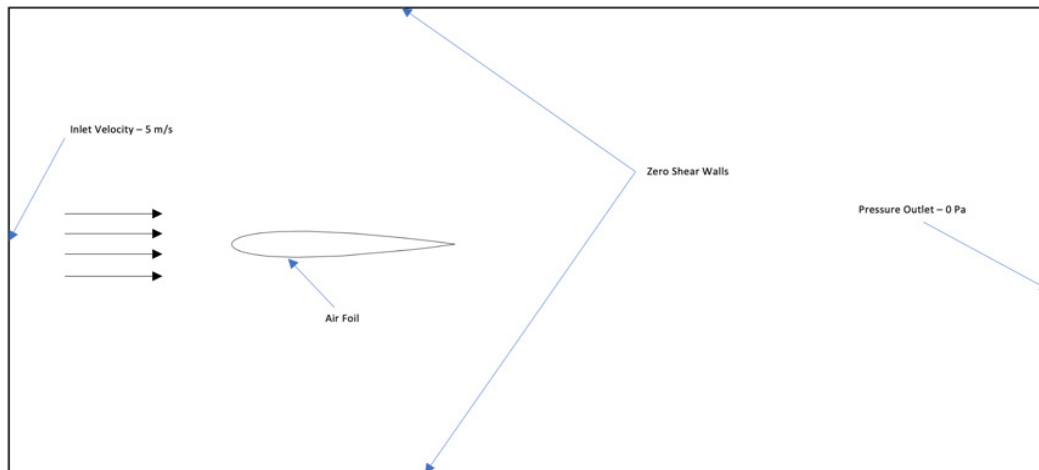 Inlet Velocity – 5 m/s
Zero Shear Walls
Pressure Outlet – 0 Pa
Air Foil